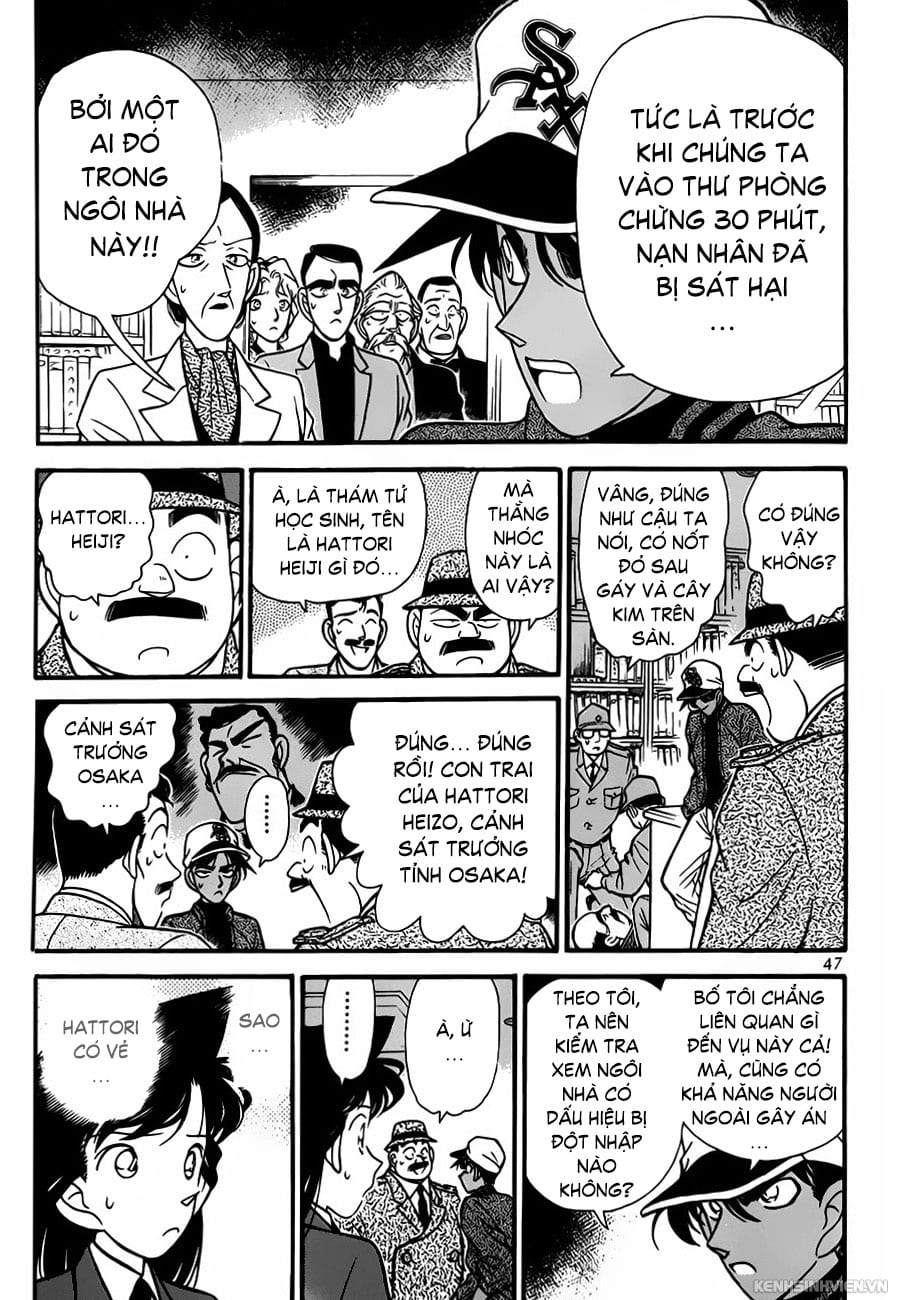 TỨC LÀ TRƯỚC
KHI CHÚNG TA
VÀO THƯ PHÒNG
CHỪNG 30 PHÚT,
NẠN NHÂN ĐÃ
BỊ SÁT HẠI
...
SOX
BỞI MỘT
AI ĐÓ
TRONG
NGÔI NHÀ
NÀY!!
CÓ ĐÚNG
VẬY
KHÔNG?
VÂNG, ĐÚNG
NHƯ CẬU TA
NÓI, CÓ NỐT
ĐỎ SAU
GÁY VÀ CÂY
KIM TRÊN
SÀN.
MÀ
THẰNG
NHÓC
NÀY LÀ
AI VẬY?
À, LÀ THÁM TỬ
HỌC SINH, TÊN
LÀ HATTORI
HEIJI GÌ ĐÓ...
HATTORI...
HEIJI?
ĐÚNG... ĐÚNG
RỒI! CON TRAI
CỦA HATTORI
HEIZO, CẢNH
SÁT TRƯỞNG
TỈNH OSAKA!
......
CẢNH SÁT
TRƯỞNG
OSAKA
...
47
BỐ TÔI CHẲNG
LIÊN QUAN GÌ
ĐẾN VỤ NÀY CẢ!
MÀ, CŨNG CÓ
KHẢ NĂNG NGƯỜI
NGOÀI GÂY ÁN
...
THEO TÔI,
TA NÊN
KIỂM TRA
XEM NGÔI
NHÀ CÓ
DẤU HIỆU BỊ
ĐỘT NHẬP
NÀO
KHÔNG?
À, Ừ
...
......
SAO
...
HATTORI
CÓ VẺ
...
KENHSINHVIEN.VN